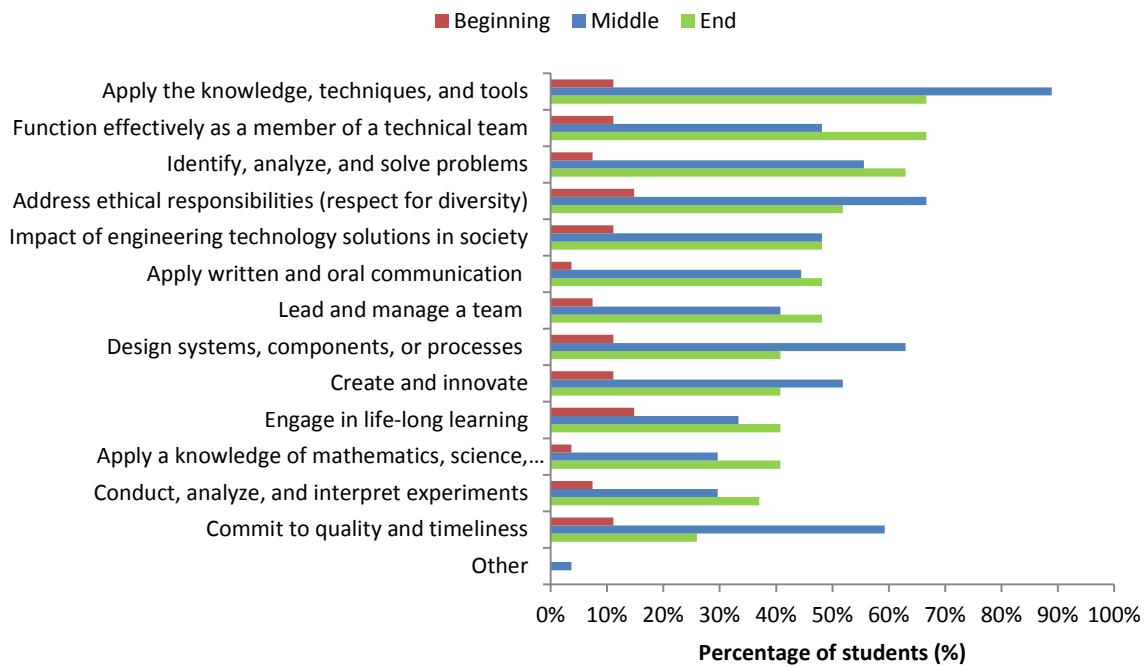 Beginning Middle End
Apply the knowledge, techniques, and tools
Function effectively as a member of a technical team
Identify, analyze, and solve problems
Address ethical responsibilities (respect for diversity)
Impact of engineering technology solutions in society
Apply written and oral communication
Lead and manage a team
Design systems, components, or processes
Create and innovate
Engage in life-long learning
Apply a knowledge of mathematics, science,...
Conduct, analyze, and interpret experiments
Commit to quality and timeliness
Other
0% 10% 20% 30% 40% 50% 60% 70% 80% 90% 100%
Percentage of students (%)